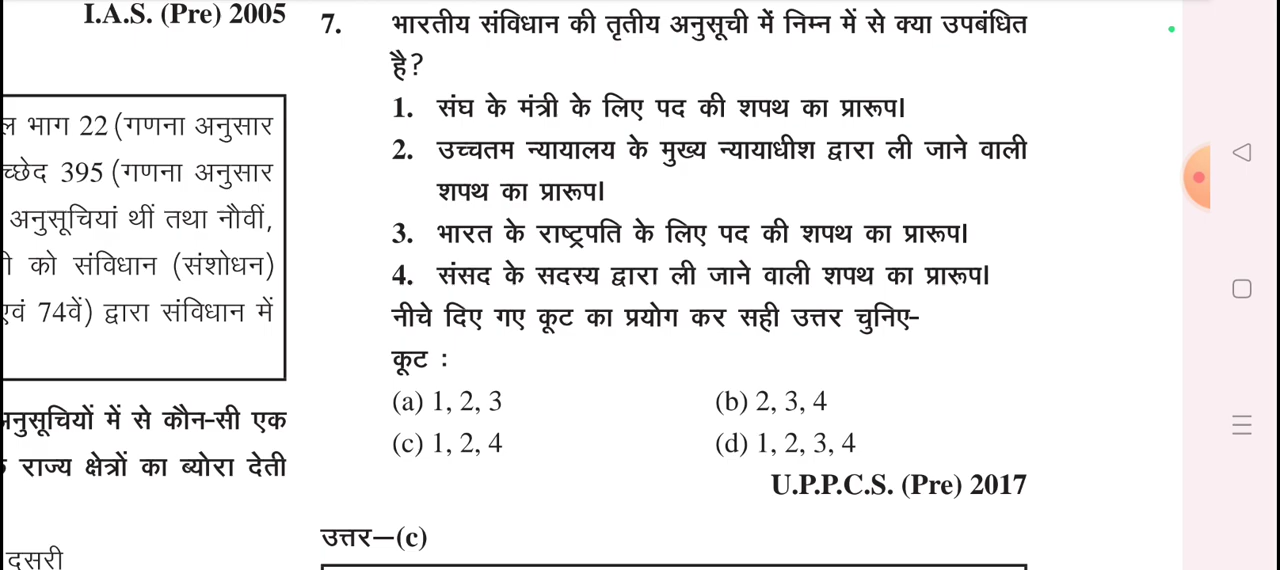 I.A.S. (Pre) 2005
भाग 22 (गणना अनुसार
395 (गणना अनुसार
अनुसूचियां थीं तथा नौवीं,
को संविधान (संशोधन)
74वें) द्वारा संविधान में
में से कौन-सी एक
राज्य क्षेत्रों का ब्योरा देती
दूसरी
7. भारतीय संविधान की तृतीय अनुसूची में निम्न में से क्या उपबंधित
है?
1. संघ के मंत्री के लिए पद की शपथ का प्रारूप।
2. उच्चतम न्यायालय के मुख्य न्यायाधीश द्वारा ली जाने वाली
शपथ का प्रारूप।
3. भारत के राष्ट्रपति के लिए पद की शपथ का प्रारूप।
4. संसद के सदस्य द्वारा ली जाने वाली शपथ का प्रारूप।
नीचे दिए गए कूट का प्रयोग कर सही उत्तर चुनिए-
कूट :
(a) 1, 2, 3 (b) 2, 3, 4
(c) 1, 2, 4 (d) 1, 2, 3, 4
U.P.P.C.S. (Pre) 2017
उत्तर—(c)